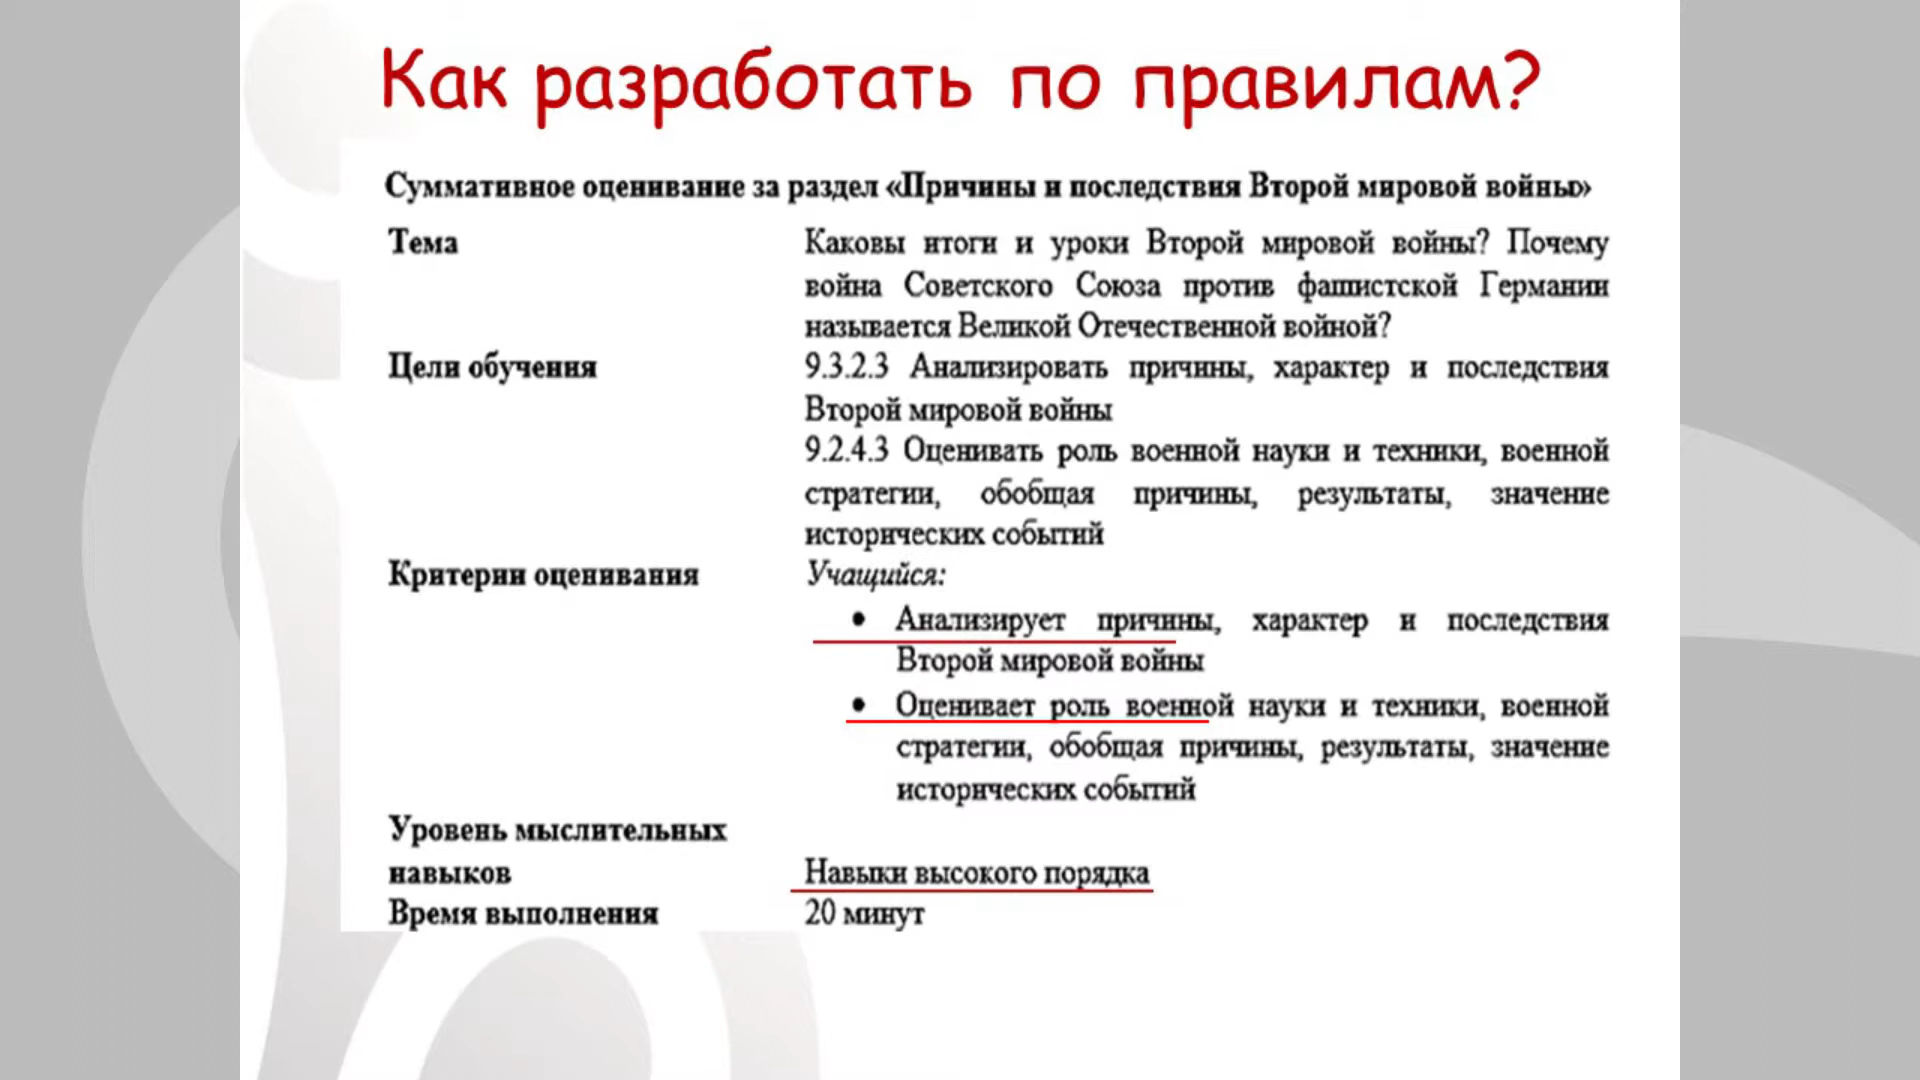 Как разработать по правилам?
Суммативное оценивание за раздел «Причины и последствия Второй мировой войны»
Тема
Каковы итоги и уроки Второй мировой войны? Почему
война Советского Союза против фашистской Германии
называется Великой Отечественной войной?
Цели обучения
9.3.2.3 Анализировать причины, характер и последствия
Второй мировой войны
9.2.4.3 Оценивать роль военной науки и техники, военной
стратегии, обобщая причины, результаты, значение
исторических событий
Критерии оценивания
Учащийся:
• Анализирует причины, характер и последствия
Второй мировой войны
• Оценивает роль военной науки и техники, военной
стратегии, обобщая причины, результаты, значение
исторических событий
Уровень мыслительных
навыков
Навыки высокого порядка
Время выполнения
20 минут